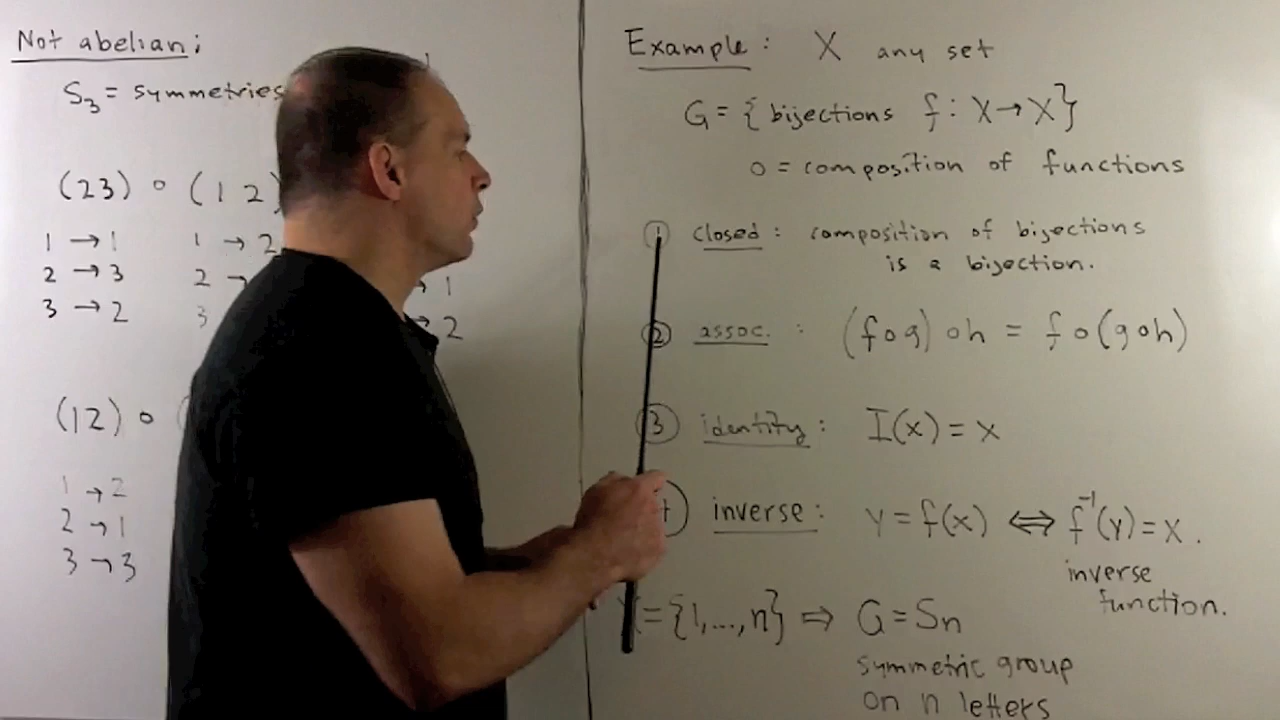 Not abelian:
S3 = symmetries
(23) ∘ (1 2)
1 → 1 1 → 2
2 → 3 2 → → 1
3 → 2 3 → 2
(12) ∘
1 → 2
2 → 1
3 → 3
Example: X any set
G = { bijections f: X → X }
∘ = composition of functions
① closed: composition of bijections
is a bijection.
② assoc. : (f∘g)∘h = f∘(g∘h)
③ identity: I(x) = x
④ inverse: y = f(x) ⇔ f⁻¹(y) = x.
inverse
function.
X = {1,...,n} ⇒ G = Sn
symmetric group
on n letters